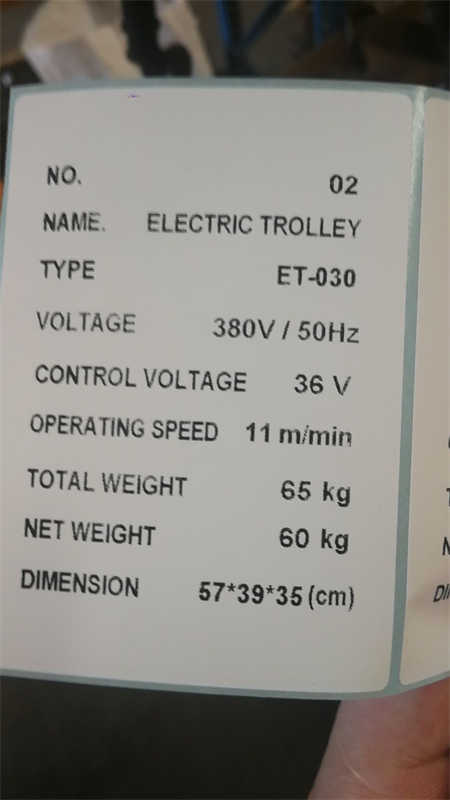 NO. 02
NAME. ELECTRIC TROLLEY
TYPE ET-030
VOLTAGE 380V / 50Hz
CONTROL VOLTAGE 36 V
OPERATING SPEED 11 m/min
TOTAL WEIGHT 65 kg
NET WEIGHT 60 kg
DIMENSION 57*39*35 (cm)